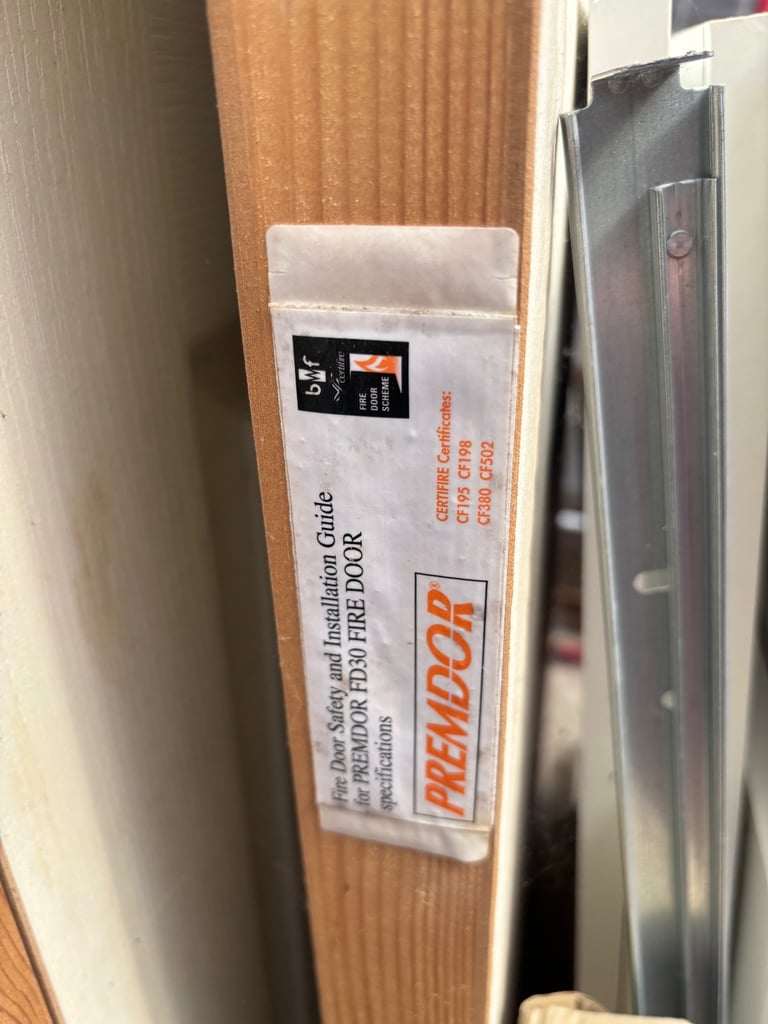 bwf
certifire
FIRE
DOOR
SCHEME
Fire Door Safety and Installation Guide
for PREMDOR FD30 FIRE DOOR
specifications
CERTIFIRE Certificates:
CF195 CF198
CF380 CF502
PREMDOR®